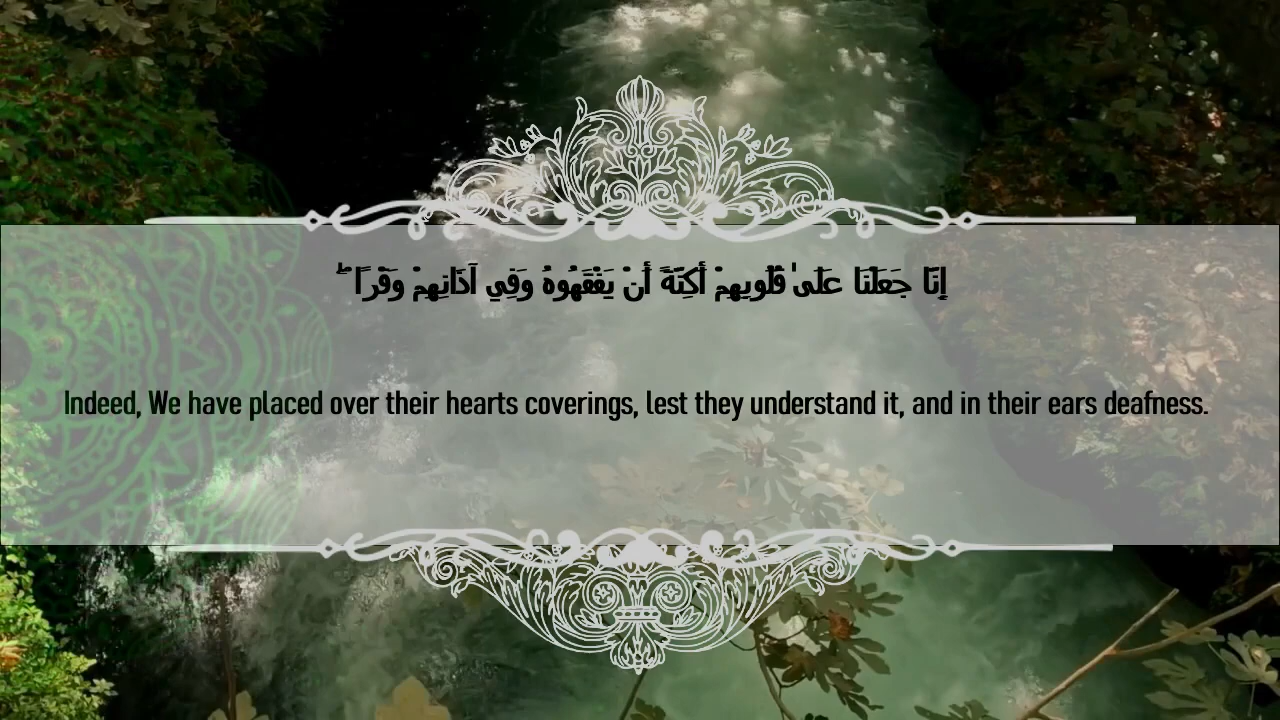 إِنَّا جَعَلْنَا عَلَىٰ قُلُوبِهِمْ أَكِنَّةً أَنْ يَفْقَهُوهُ وَفِي آذَانِهِمْ وَقْرًا ۖ
Indeed, We have placed over their hearts coverings, lest they understand it, and in their ears deafness.